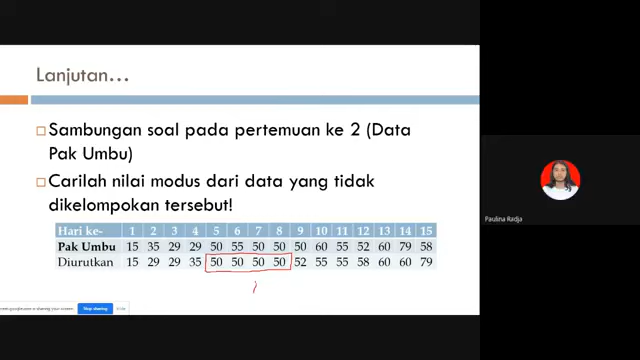 Lanjutan...
Sambungan soal pada pertemuan ke 2 (Data
Pak Umbu)
Carilah nilai modus dari data yang tidak
dikelompokan tersebut!
Hari ke- 1 2 3 4 5 6 7 8 9 10 11 12 13 14 15
Pak Umbu 15 35 29 29 50 55 50 50 50 60 55 52 60 79 58
Diurutkan 15 29 29 35 50 50 50 50 52 55 55 58 60 60 79
Paulina Radja
Stop sharing
Hide